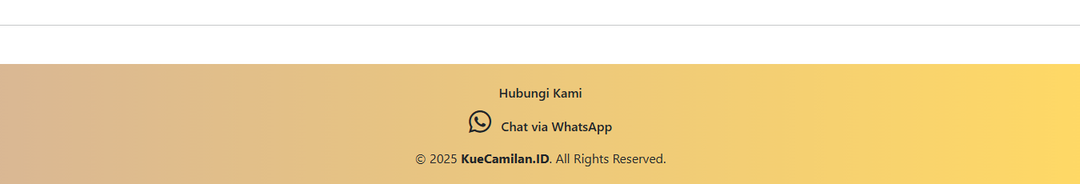 Hubungi Kami
Chat via WhatsApp
© 2025 KueCamilan.ID. All Rights Reserved.